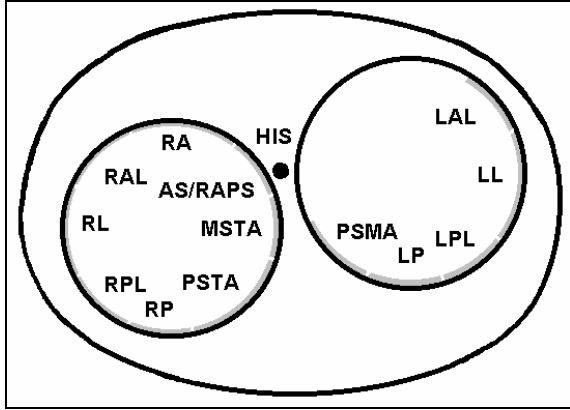 HIS
RA
RAL
AS/RAPS
RL
MSTA
RPL
PSTA
RP
LAL
LL
PSMA
LPL
LP